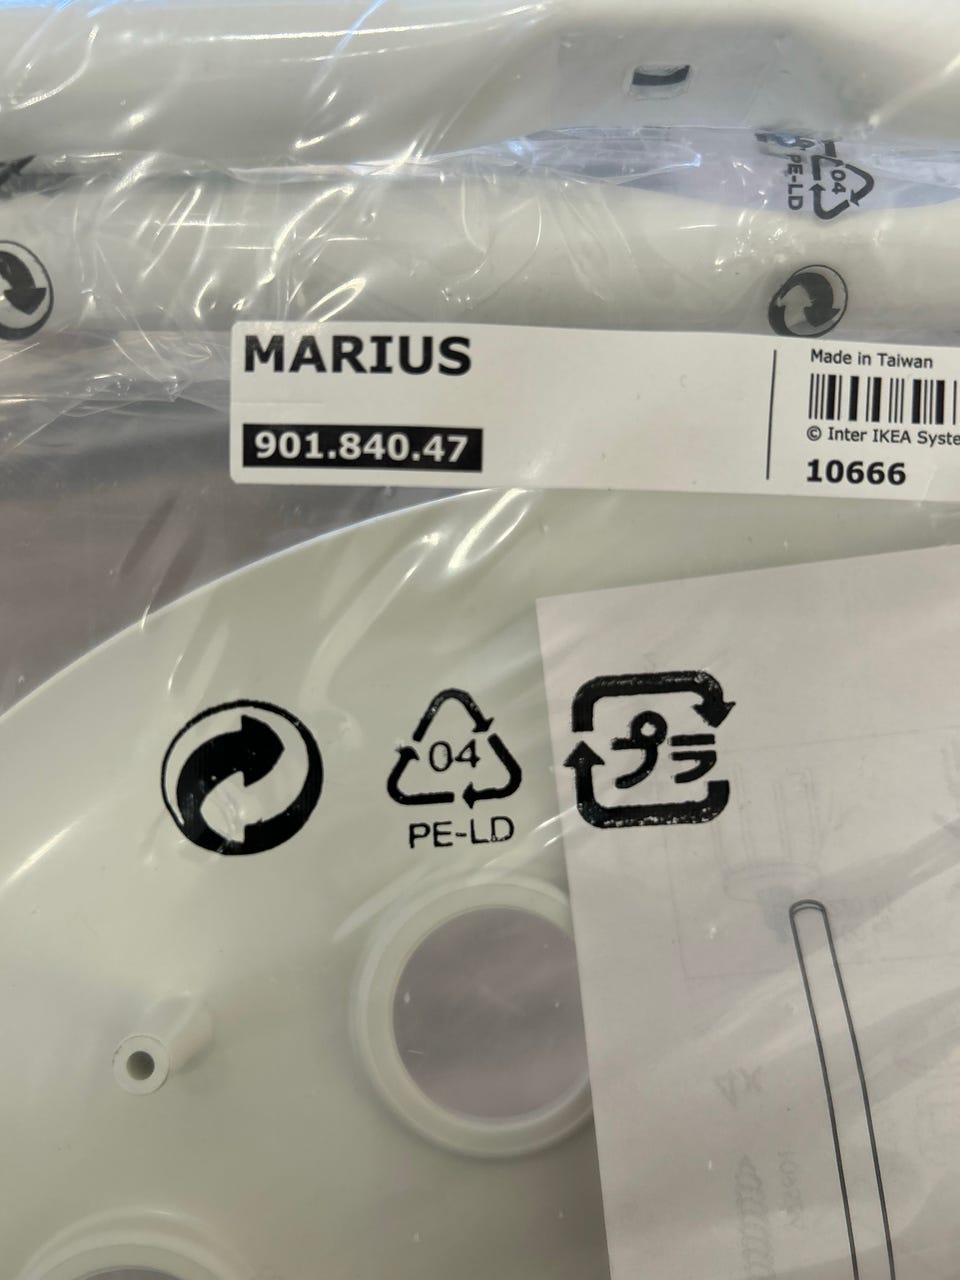 04
PE-LD
MARIUS
901.840.47
Made in Taiwan
© Inter IKEA Syste
10666
04
PE-LD
プラ
4x